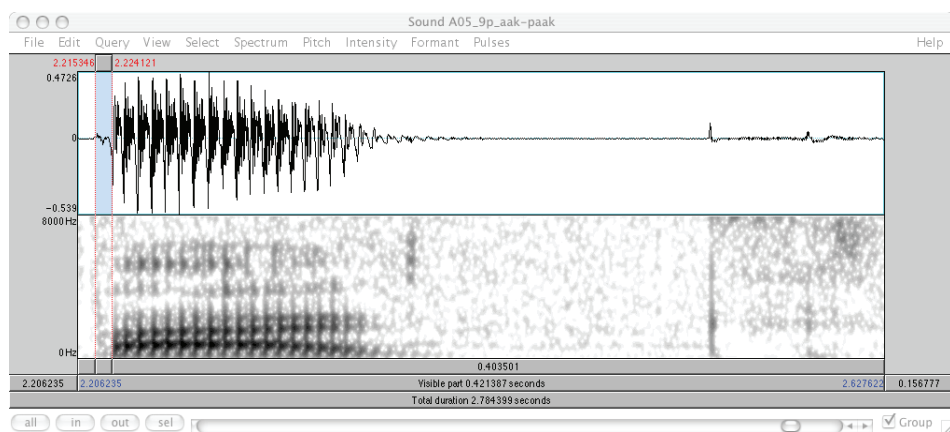 Sound A05_9p_aak-paak
File Edit Query View Select Spectrum Pitch Intensity Formant Pulses Help
2.215346 2.224121
0.4726
0
-0.539
8000 Hz
0 Hz
0.403501
2.206235 2.206235 Visible part 0.421387 seconds 2.627622 0.156777
Total duration 2.784399 seconds
all in out sel Group